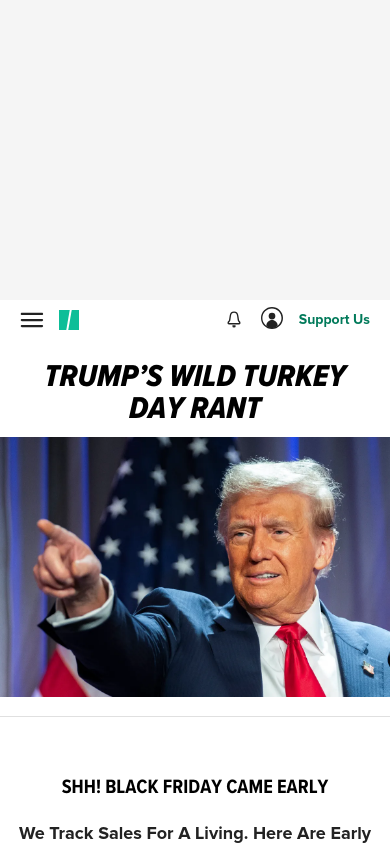 Support Us
TRUMP’S WILD TURKEY
DAY RANT
SHH! BLACK FRIDAY CAME EARLY
We Track Sales For A Living. Here Are Early